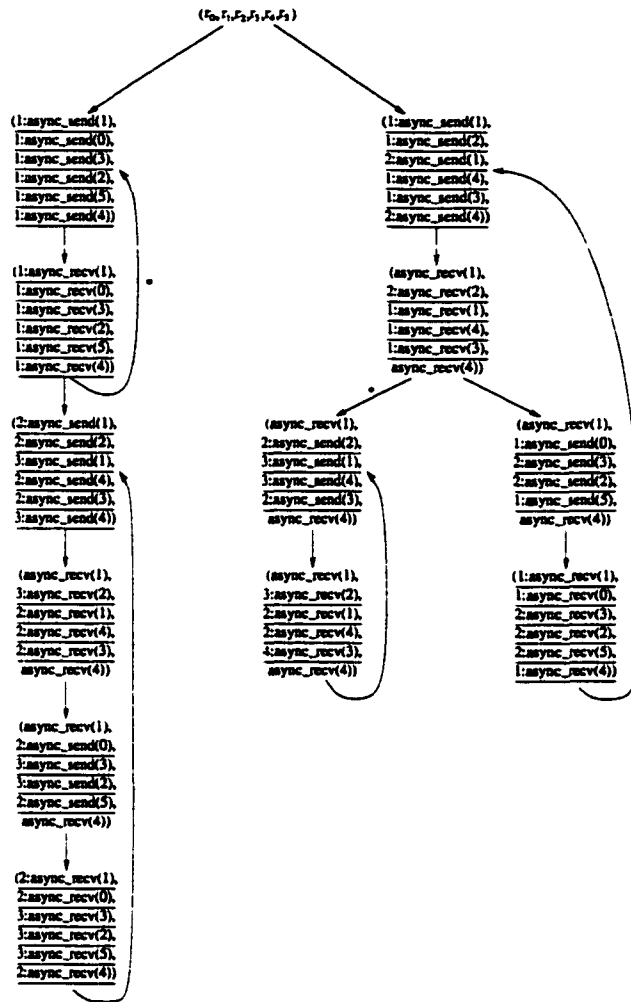 (r₀,r₁,r₂,r₃,r₄,r₅)
(1:async_send(1),
1:async_send(0),
1:async_send(3),
1:async_send(2),
1:async_send(5),
1:async_send(4))
(1:async_recv(1),
1:async_recv(0),
1:async_recv(3),
1:async_recv(2),
1:async_recv(5),
1:async_recv(4))
(2:async_send(1),
2:async_send(2),
3:async_send(1),
2:async_send(4),
2:async_send(3),
3:async_send(4))
(async_recv(1),
3:async_recv(2),
2:async_recv(1),
2:async_recv(4),
2:async_recv(3),
async_recv(4))
(async_recv(1),
2:async_send(0),
3:async_send(3),
3:async_send(2),
2:async_send(5),
async_recv(4))
(2:async_recv(1),
2:async_recv(0),
3:async_recv(3),
3:async_recv(2),
3:async_recv(5),
2:async_recv(4))
(1:async_send(1),
1:async_send(2),
2:async_send(1),
1:async_send(4),
1:async_send(3),
2:async_send(4))
(async_recv(1),
2:async_recv(2),
1:async_recv(1),
1:async_recv(4),
1:async_recv(3),
async_recv(4))
(async_recv(1),
2:async_send(2),
3:async_send(1),
3:async_send(4),
2:async_send(3),
async_recv(4))
(async_recv(1),
3:async_recv(2),
2:async_recv(1),
2:async_recv(4),
4:async_recv(3),
async_recv(4))
(async_recv(1),
1:async_send(0),
2:async_send(3),
2:async_send(2),
1:async_send(5),
async_recv(4))
(1:async_recv(1),
1:async_recv(0),
2:async_recv(3),
2:async_recv(2),
2:async_recv(5),
1:async_recv(4))